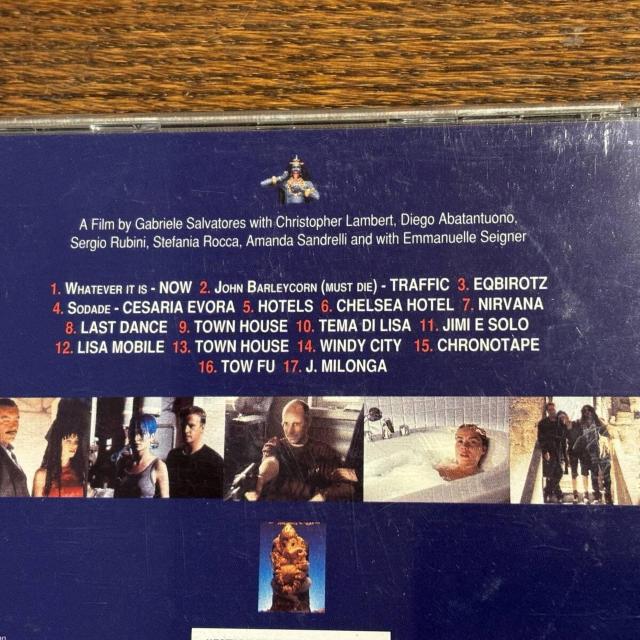 A Film by Gabriele Salvatores with Christopher Lambert, Diego Abatantuono,
Sergio Rubini, Stefania Rocca, Amanda Sandrelli and with Emmanuelle Seigner
1. WHATEVER IT IS - NOW 2. JOHN BARLEYCORN (MUST DIE) - TRAFFIC 3. EQBIROTZ
4. SODADE - CESARIA EVORA 5. HOTELS 6. CHELSEA HOTEL 7. NIRVANA
8. LAST DANCE 9. TOWN HOUSE 10. TEMA DI LISA 11. JIMI E SOLO
12. LISA MOBILE 13. TOWN HOUSE 14. WINDY CITY 15. CHRONOTAPE
16. TOW FU 17. J. MILONGA